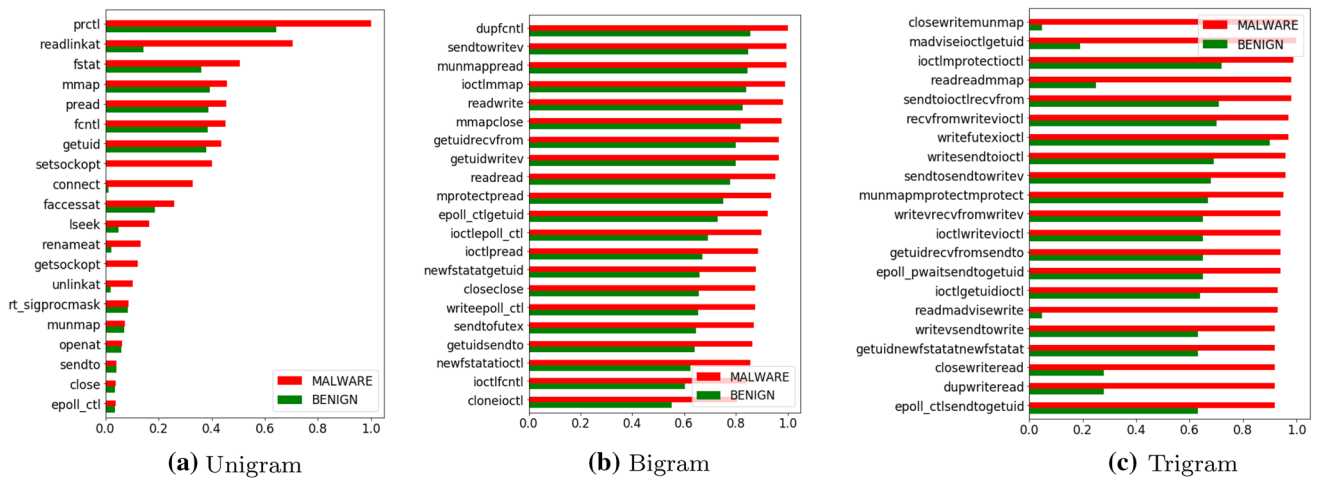 prctl
readlinkat
fstat
mmap
pread
fcntl
getuid
setsockopt
connect
faccessat
lseek
renameat
getsockopt
unlinkat
rt_sigprocmask
munmap
openat
sendto
close
epoll_ctl
MALWARE
BENIGN
0.0 0.2 0.4 0.6 0.8 1.0
(a) Unigram
dupfcntl
sendtowritev
munmappread
ioctlmmap
readwrite
mmapclose
getuidrecvfrom
getuidwritev
readread
mprotectpread
epoll_ctlgetuid
ioctlepoll_ctl
ioctlpread
newfstatatgetuid
closeclose
writeepoll_ctl
sendtofutex
getuidsendto
newfstatatioctl
ioctlfcntl
cloneioctl
MALWARE
BENIGN
0.0 0.2 0.4 0.6 0.8 1.0
(b) Bigram
closewritemunmap
madviseioctlgetuid
ioctlmprotectioctl
readreadmmap
sendtoioctlrecvfrom
recvfromwritevioctl
writefutexioctl
writesendtoioctl
sendtosendtowritev
munmapmprotectmprotect
writevrecvfromwritev
ioctlwritevioctl
getuidrecvfromsendto
epoll_pwaitsendtogetuid
ioctlgetuidioctl
readmadvisewrite
writevsendtowrite
getuidnewfstatatnewfstatat
closewriteread
dupwriteread
epoll_ctlsendtogetuid
MALWARE
BENIGN
0.0 0.2 0.4 0.6 0.8 1.0
(c) Trigram